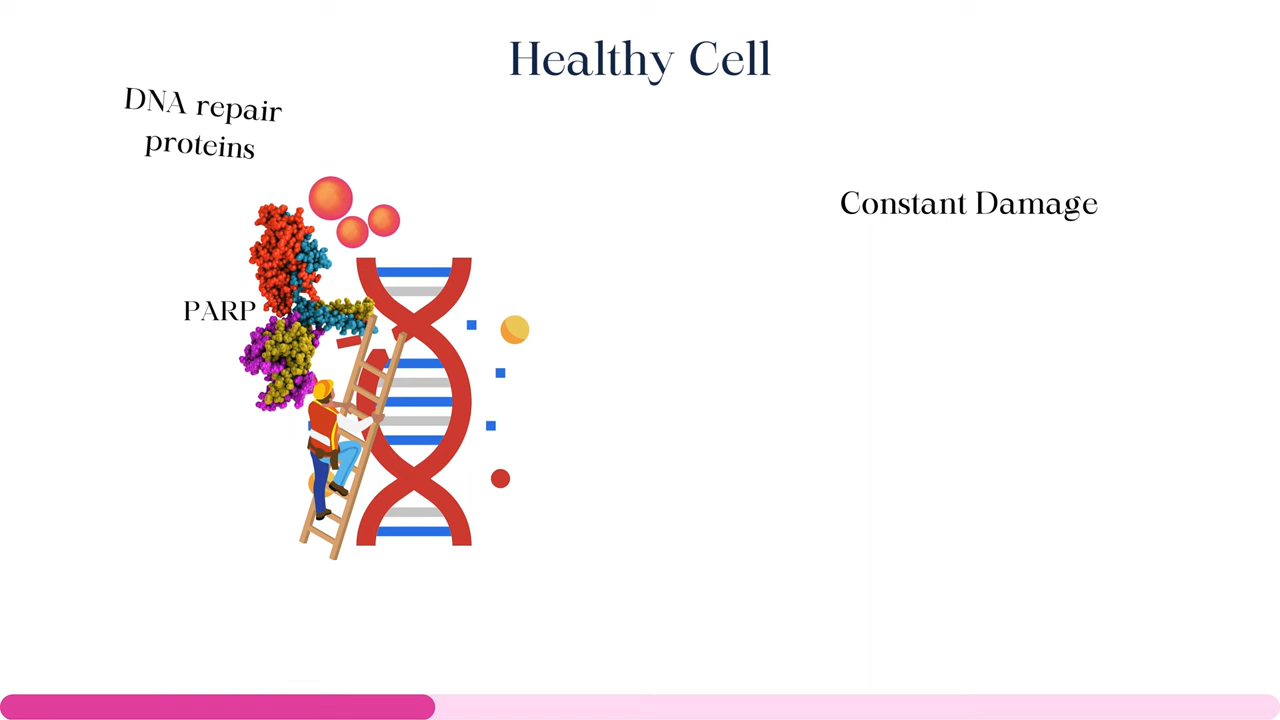 Healthy Cell
DNA repair
proteins
Constant Damage
PARP